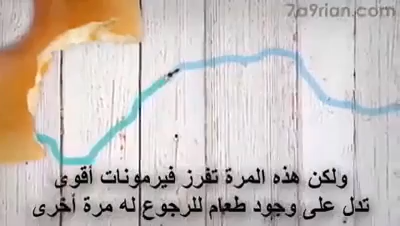 7a9rian.com
ولكن هذه المرة تفرز فيرمونات أقوى
تدل على وجود طعام للرجوع له مرة أخرى